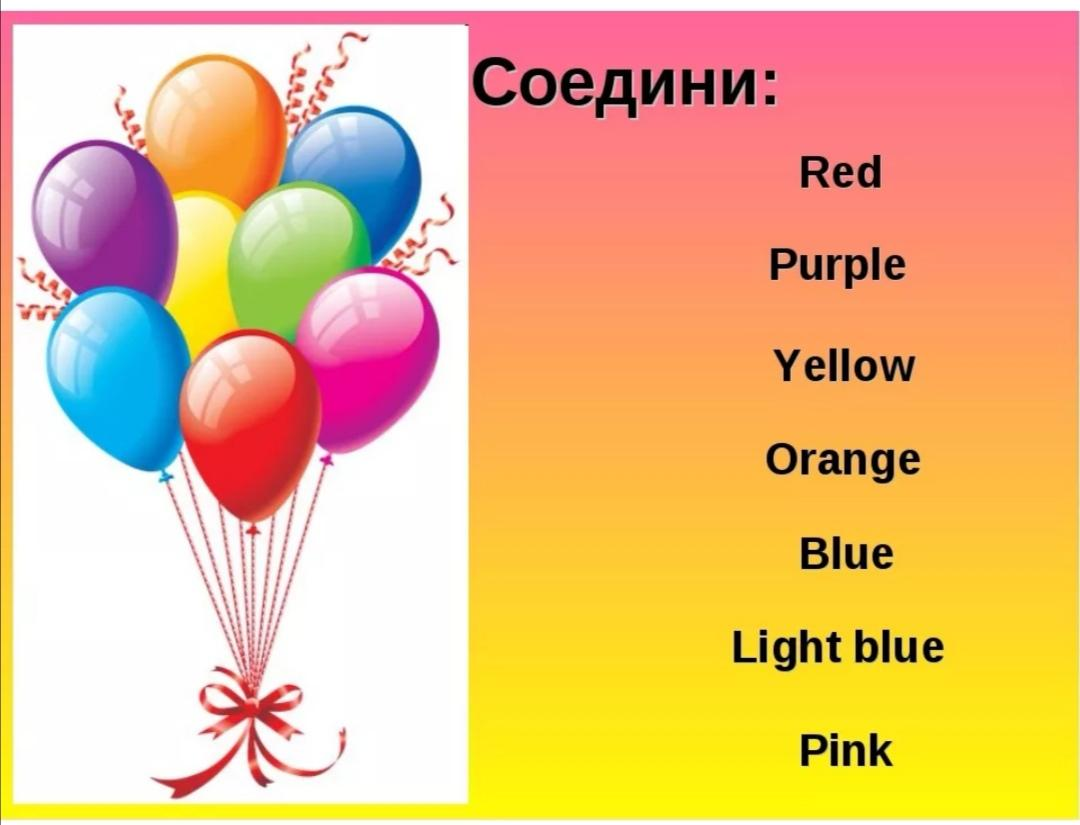 Соедини:
Red
Purple
Yellow
Orange
Blue
Light blue
Pink